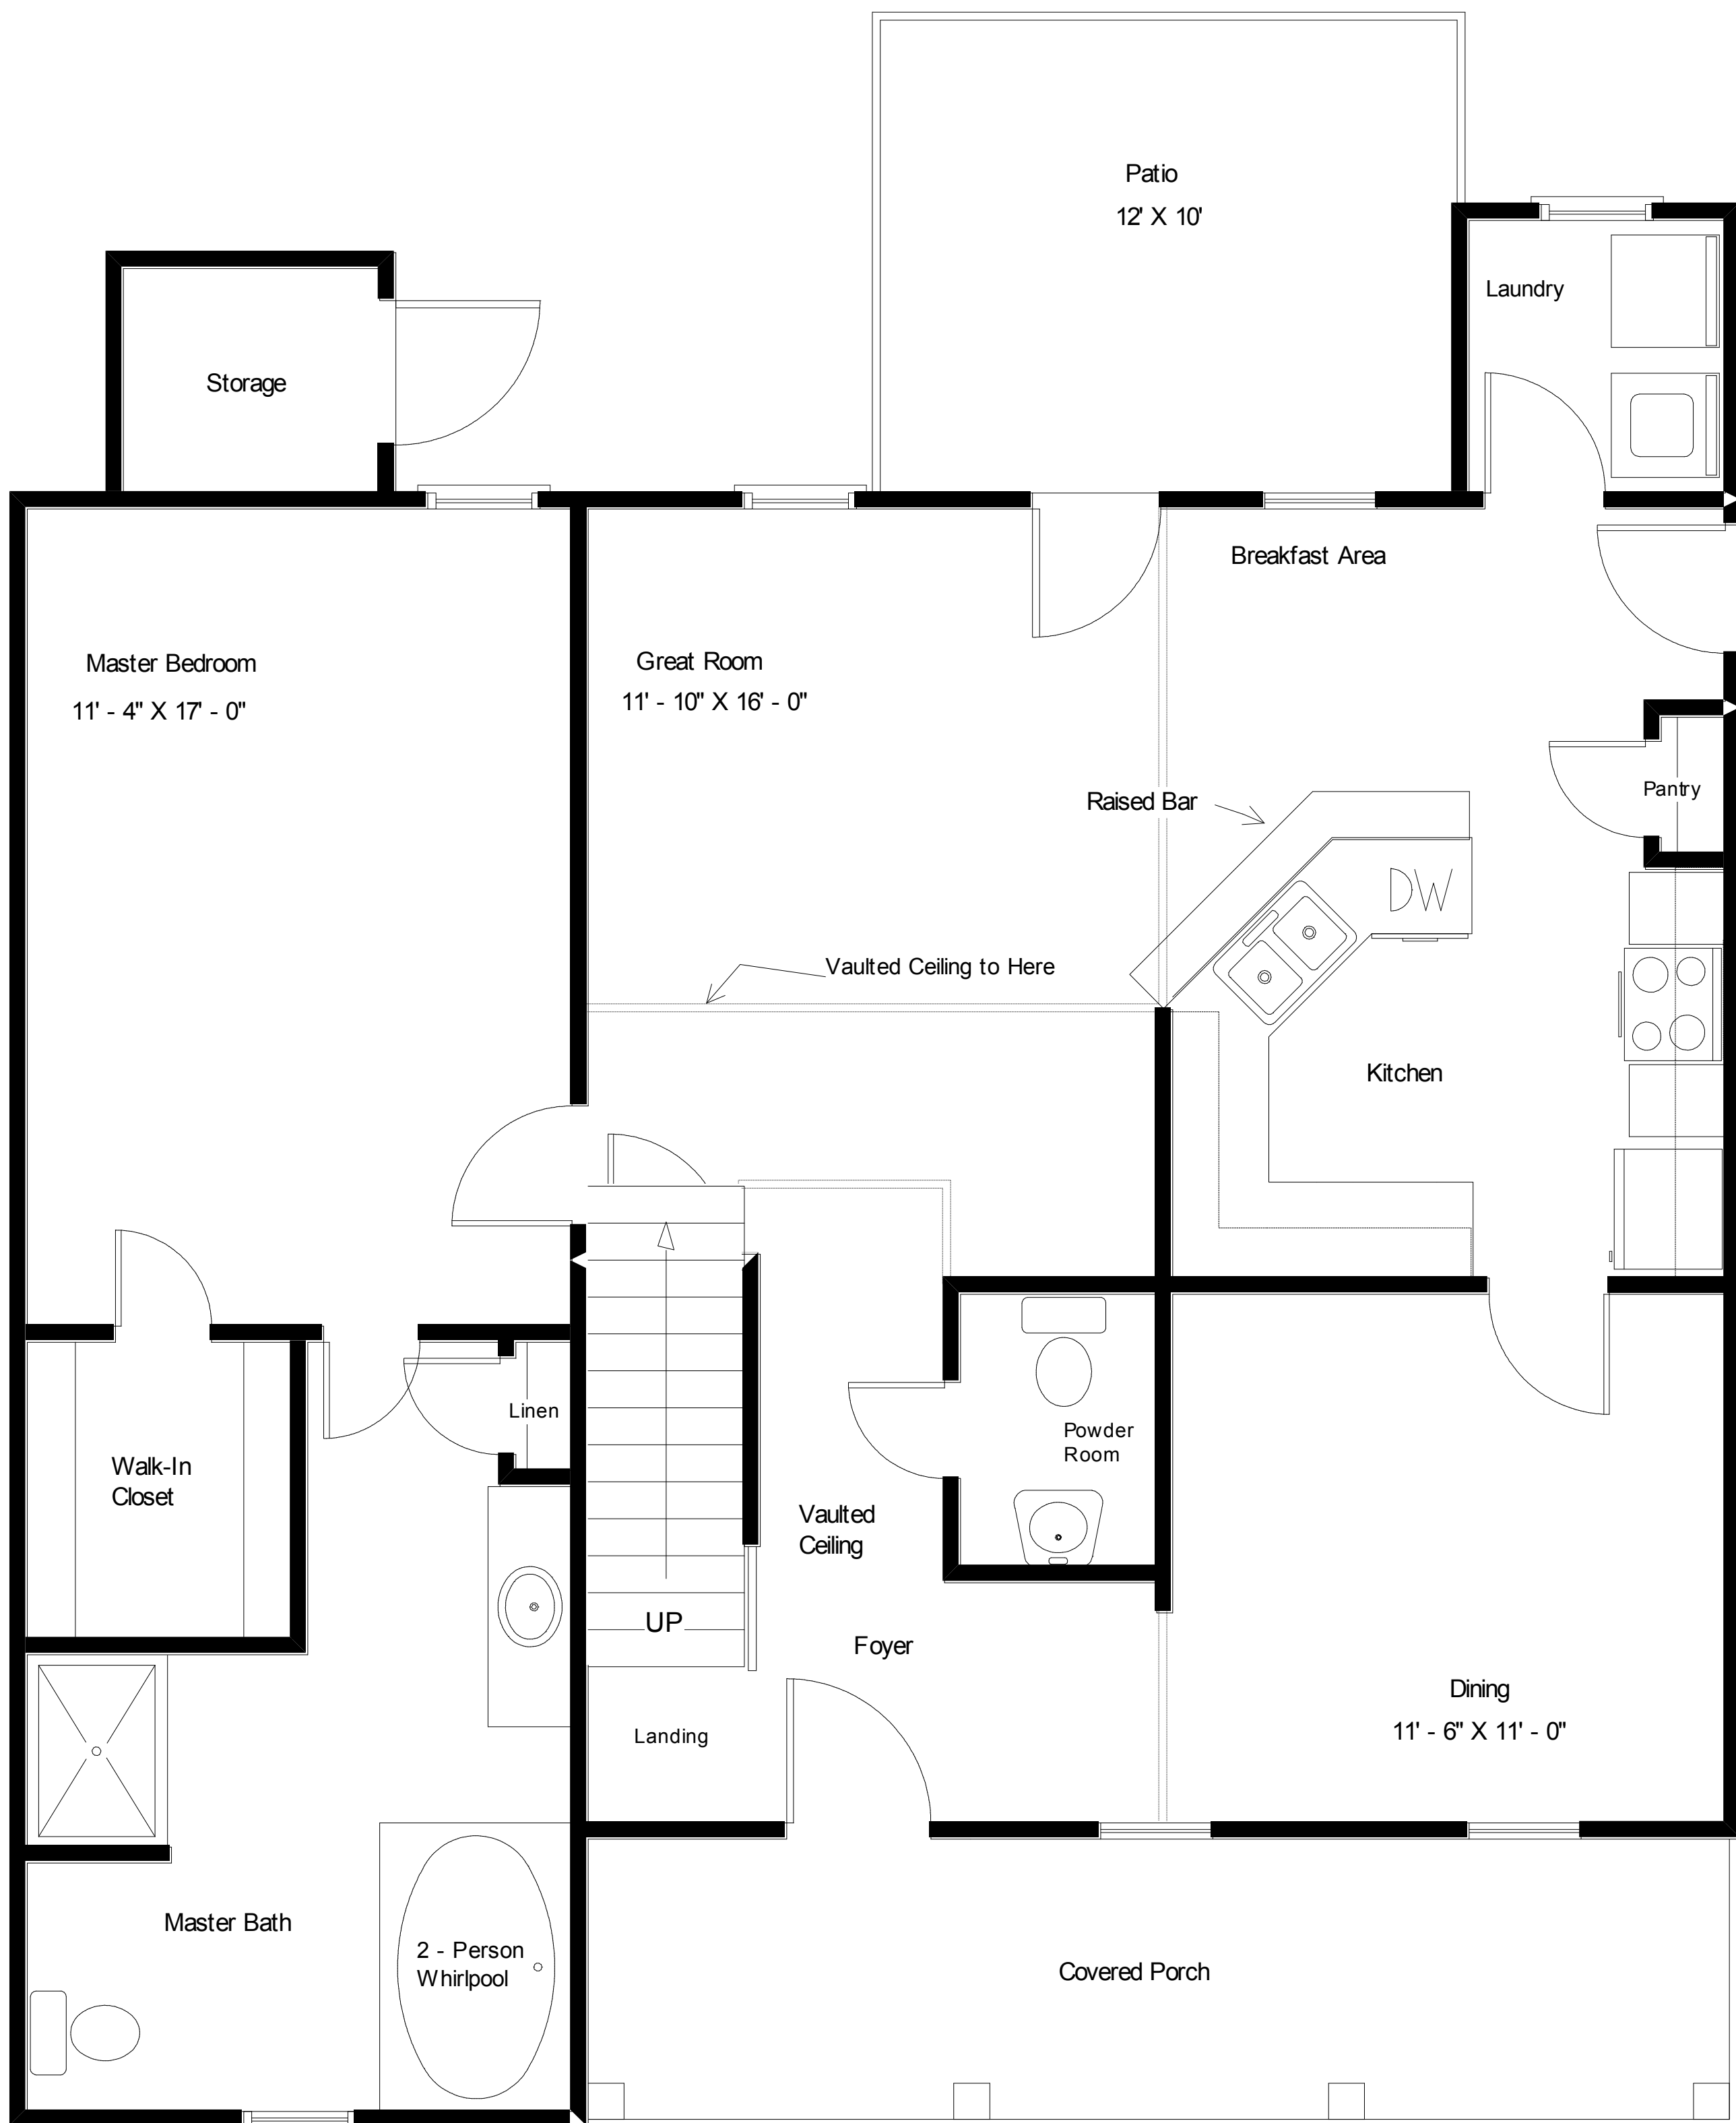 Patio
12' X 10'
Laundry
Storage
Breakfast Area
Master Bedroom
11' - 4" X 17' - 0"
Great Room
11' - 10" X 16' - 0"
Pantry
Raised Bar
DW
Vaulted Ceiling to Here
Kitchen
Linen
Walk-In
Closet
Powder
Room
Vaulted
Ceiling
UP
Foyer
Dining
11' - 6" X 11' - 0"
Landing
Master Bath
2 - Person
Whirlpool
Covered Porch